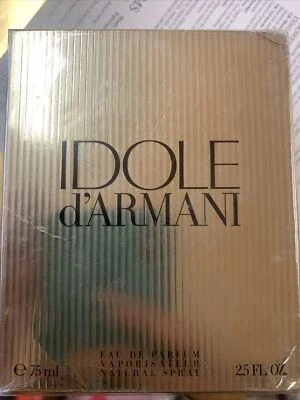 IDOLE
d'ARMANI
EAU DE PARFUM
VAPORISATEUR
NATURAL SPRAY
℮ 75 ml
2.5 FL. OZ.